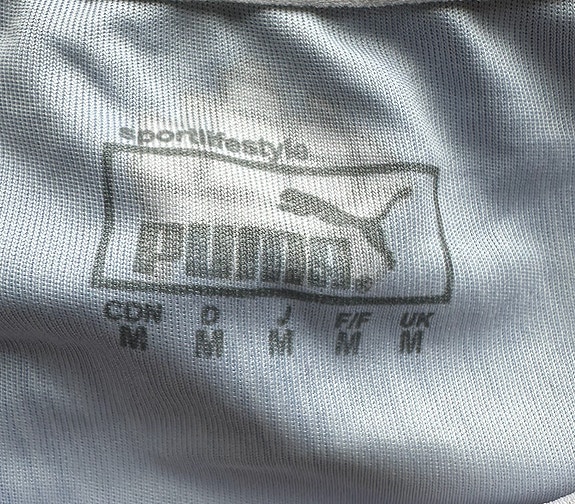 sportlifestyle
PUMA®
CDN D J F/F UK
M M M M M